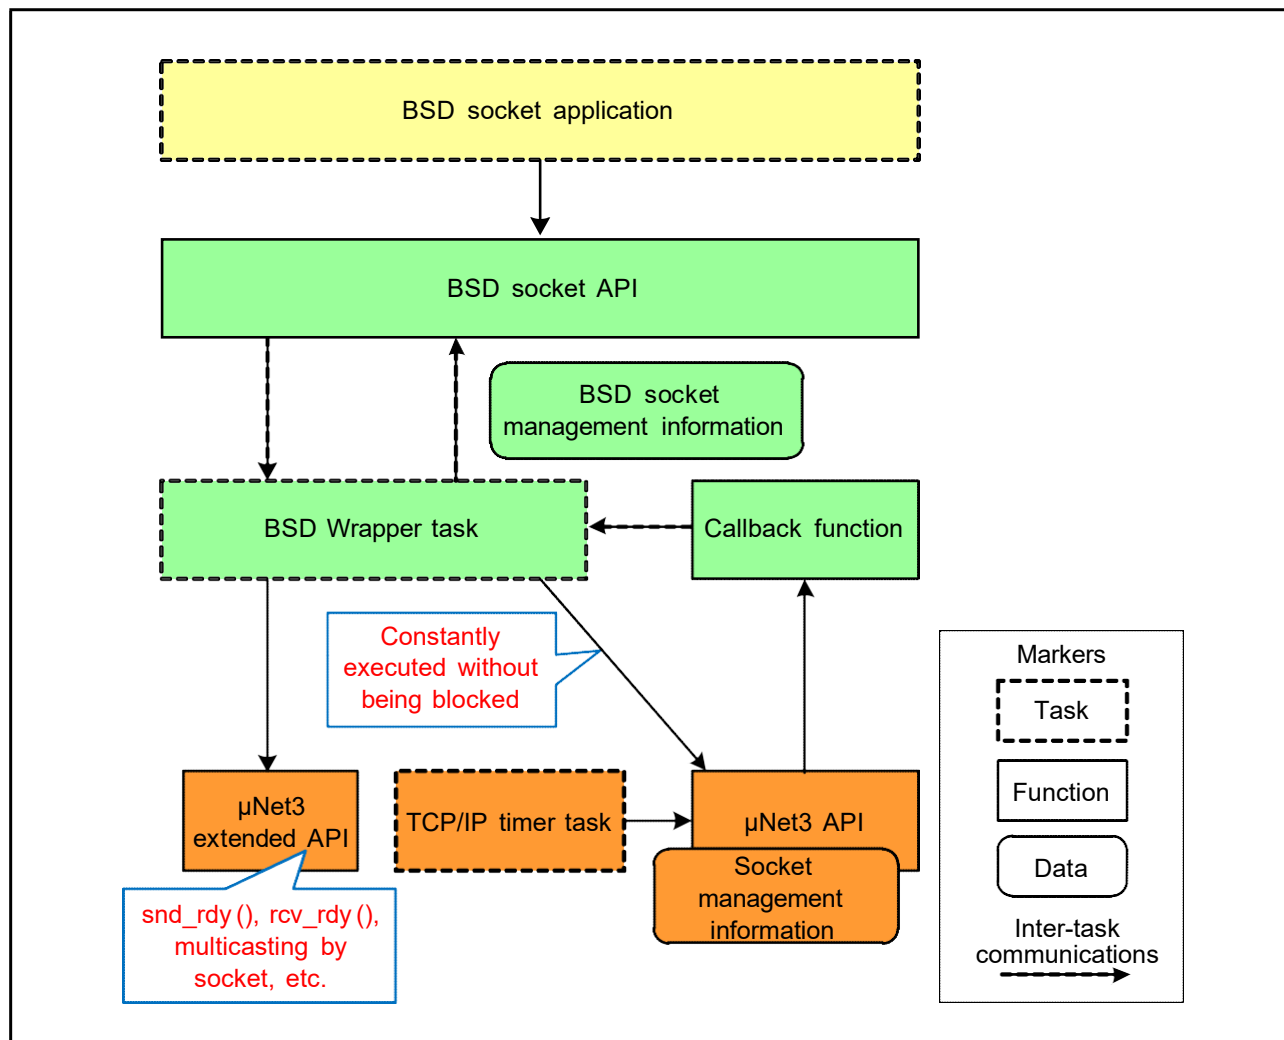 BSD socket application
BSD socket API
BSD socket
management information
BSD Wrapper task
Callback function
Constantly
executed without
being blocked
µNet3
extended API
TCP/IP timer task
µNet3 API
Socket
management
information
snd_rdy(), rcv_rdy(),
multicasting by
socket, etc.
Markers
Task
Function
Data
Inter-task
communications